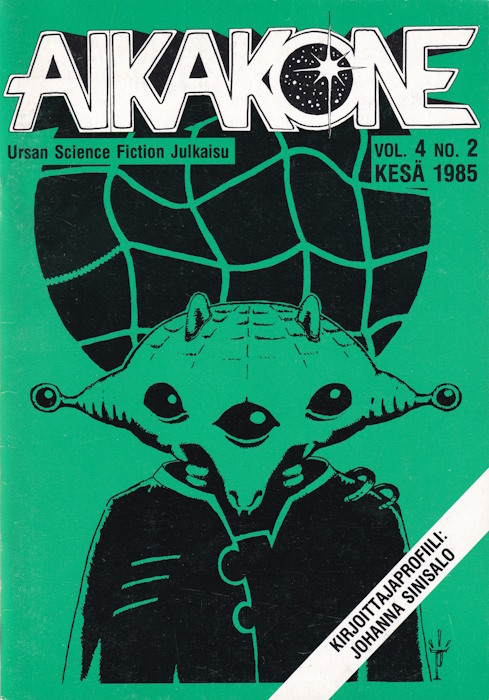 AIKAKONE
Ursan Science Fiction Julkaisu
VOL. 4 NO. 2
KESÄ 1985
KIRJOITTAJAPROFIILI:
JOHANNA SINISALO